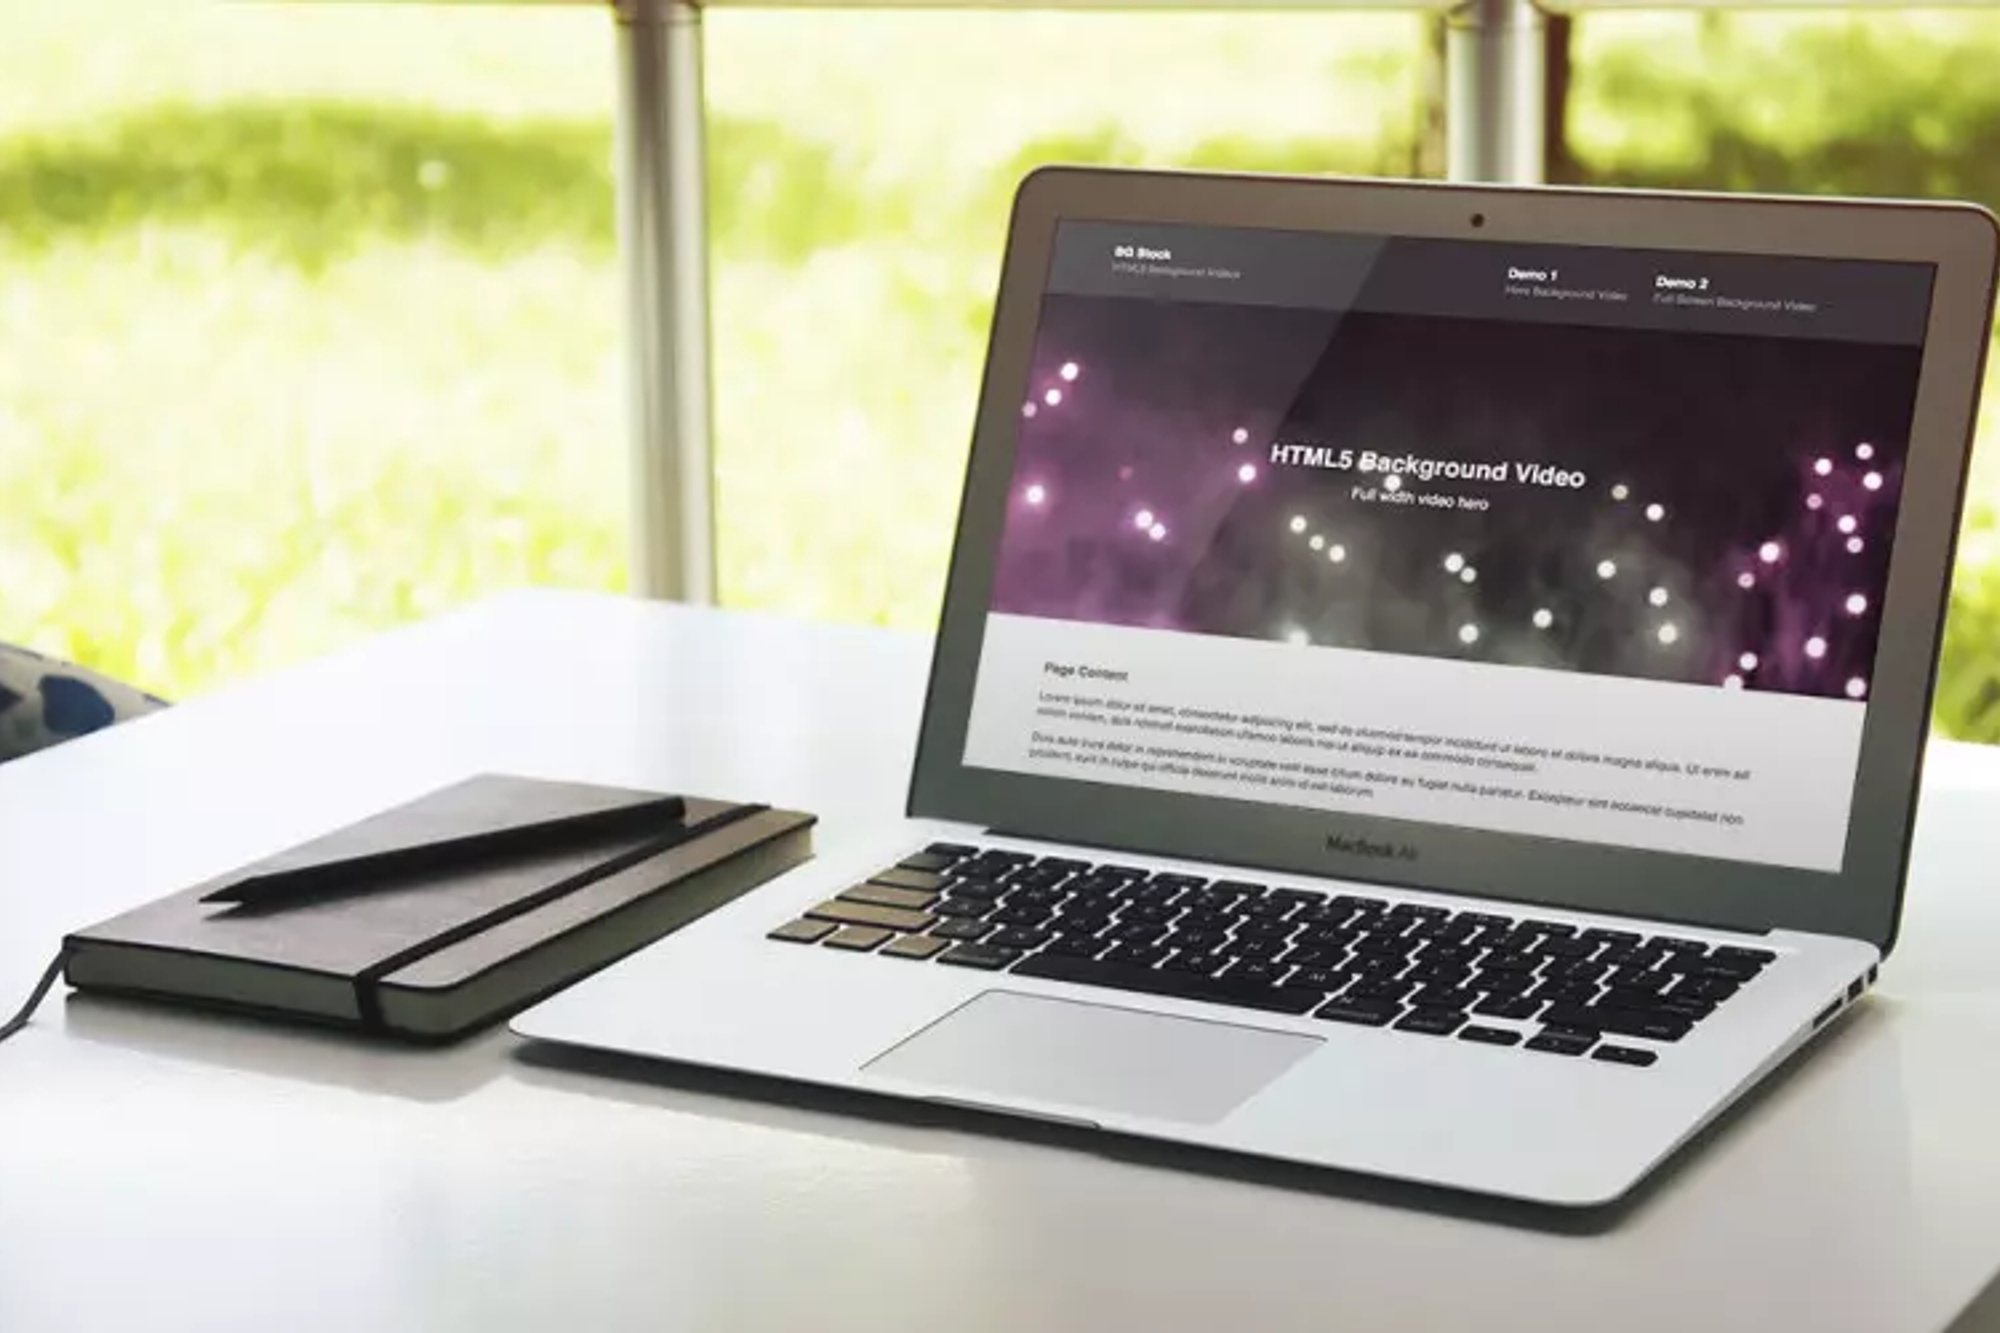 BG Stock
HTML5 Background Videos
Demo 1
Hero Background Video
Demo 2
Full Screen Background Video
HTML5 Background Video
Full width video hero
Page Content
Lorem ipsum dolor sit amet, consectetur adipiscing elit, sed do eiusmod tempor incididunt ut labore et dolore magna aliqua. Ut enim ad
minim veniam, quis nostrud exercitation ullamco laboris nisi ut aliquip ex ea commodo consequat.
Duis aute irure dolor in reprehenderit in voluptate velit esse cillum dolore eu fugiat nulla pariatur. Excepteur sint occaecat cupidatat non
proident, sunt in culpa qui officia deserunt mollit anim id est laborum.
MacBook Air